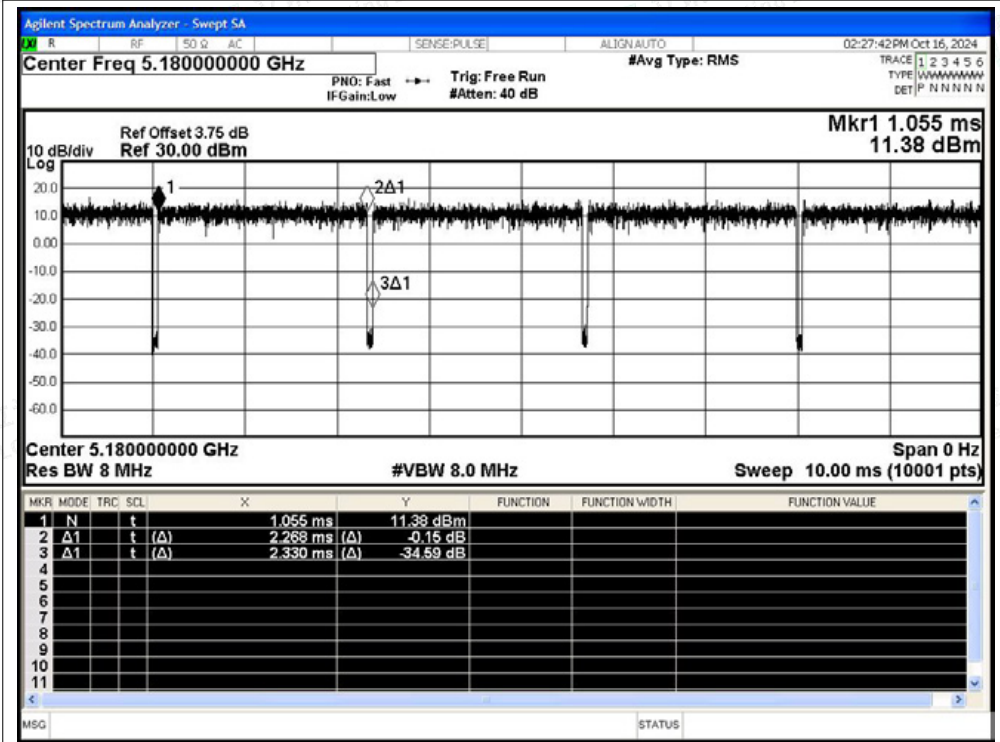 Agilent Spectrum Analyzer - Swept SA
LXI R RF 50 Ω AC SENSE:PULSE ALIGNAUTO 02:27:42PM Oct 16, 2024
Center Freq 5.180000000 GHz
PNO: Fast
IFGain:Low
Trig: Free Run
#Atten: 40 dB
#Avg Type: RMS
TRACE 1 2 3 4 5 6
TYPE WWWWWW
DET P N N N N N
Mkr1 1.055 ms
11.38 dBm
Ref Offset 3.75 dB
10 dB/div Ref 30.00 dBm
Log
20.0
10.0
0.00
-10.0
-20.0
-30.0
-40.0
-50.0
-60.0
1
2Δ1
3Δ1
Center 5.180000000 GHz Span 0 Hz
Res BW 8 MHz #VBW 8.0 MHz Sweep 10.00 ms (10001 pts)
MKR MODE TRC SCL X Y FUNCTION FUNCTION WIDTH FUNCTION VALUE
1 N t 1.055 ms 11.38 dBm
2 Δ1 t (Δ) 2.268 ms (Δ) -0.15 dB
3 Δ1 t (Δ) 2.330 ms (Δ) -34.59 dB
4
5
6
7
8
9
10
11
MSG STATUS